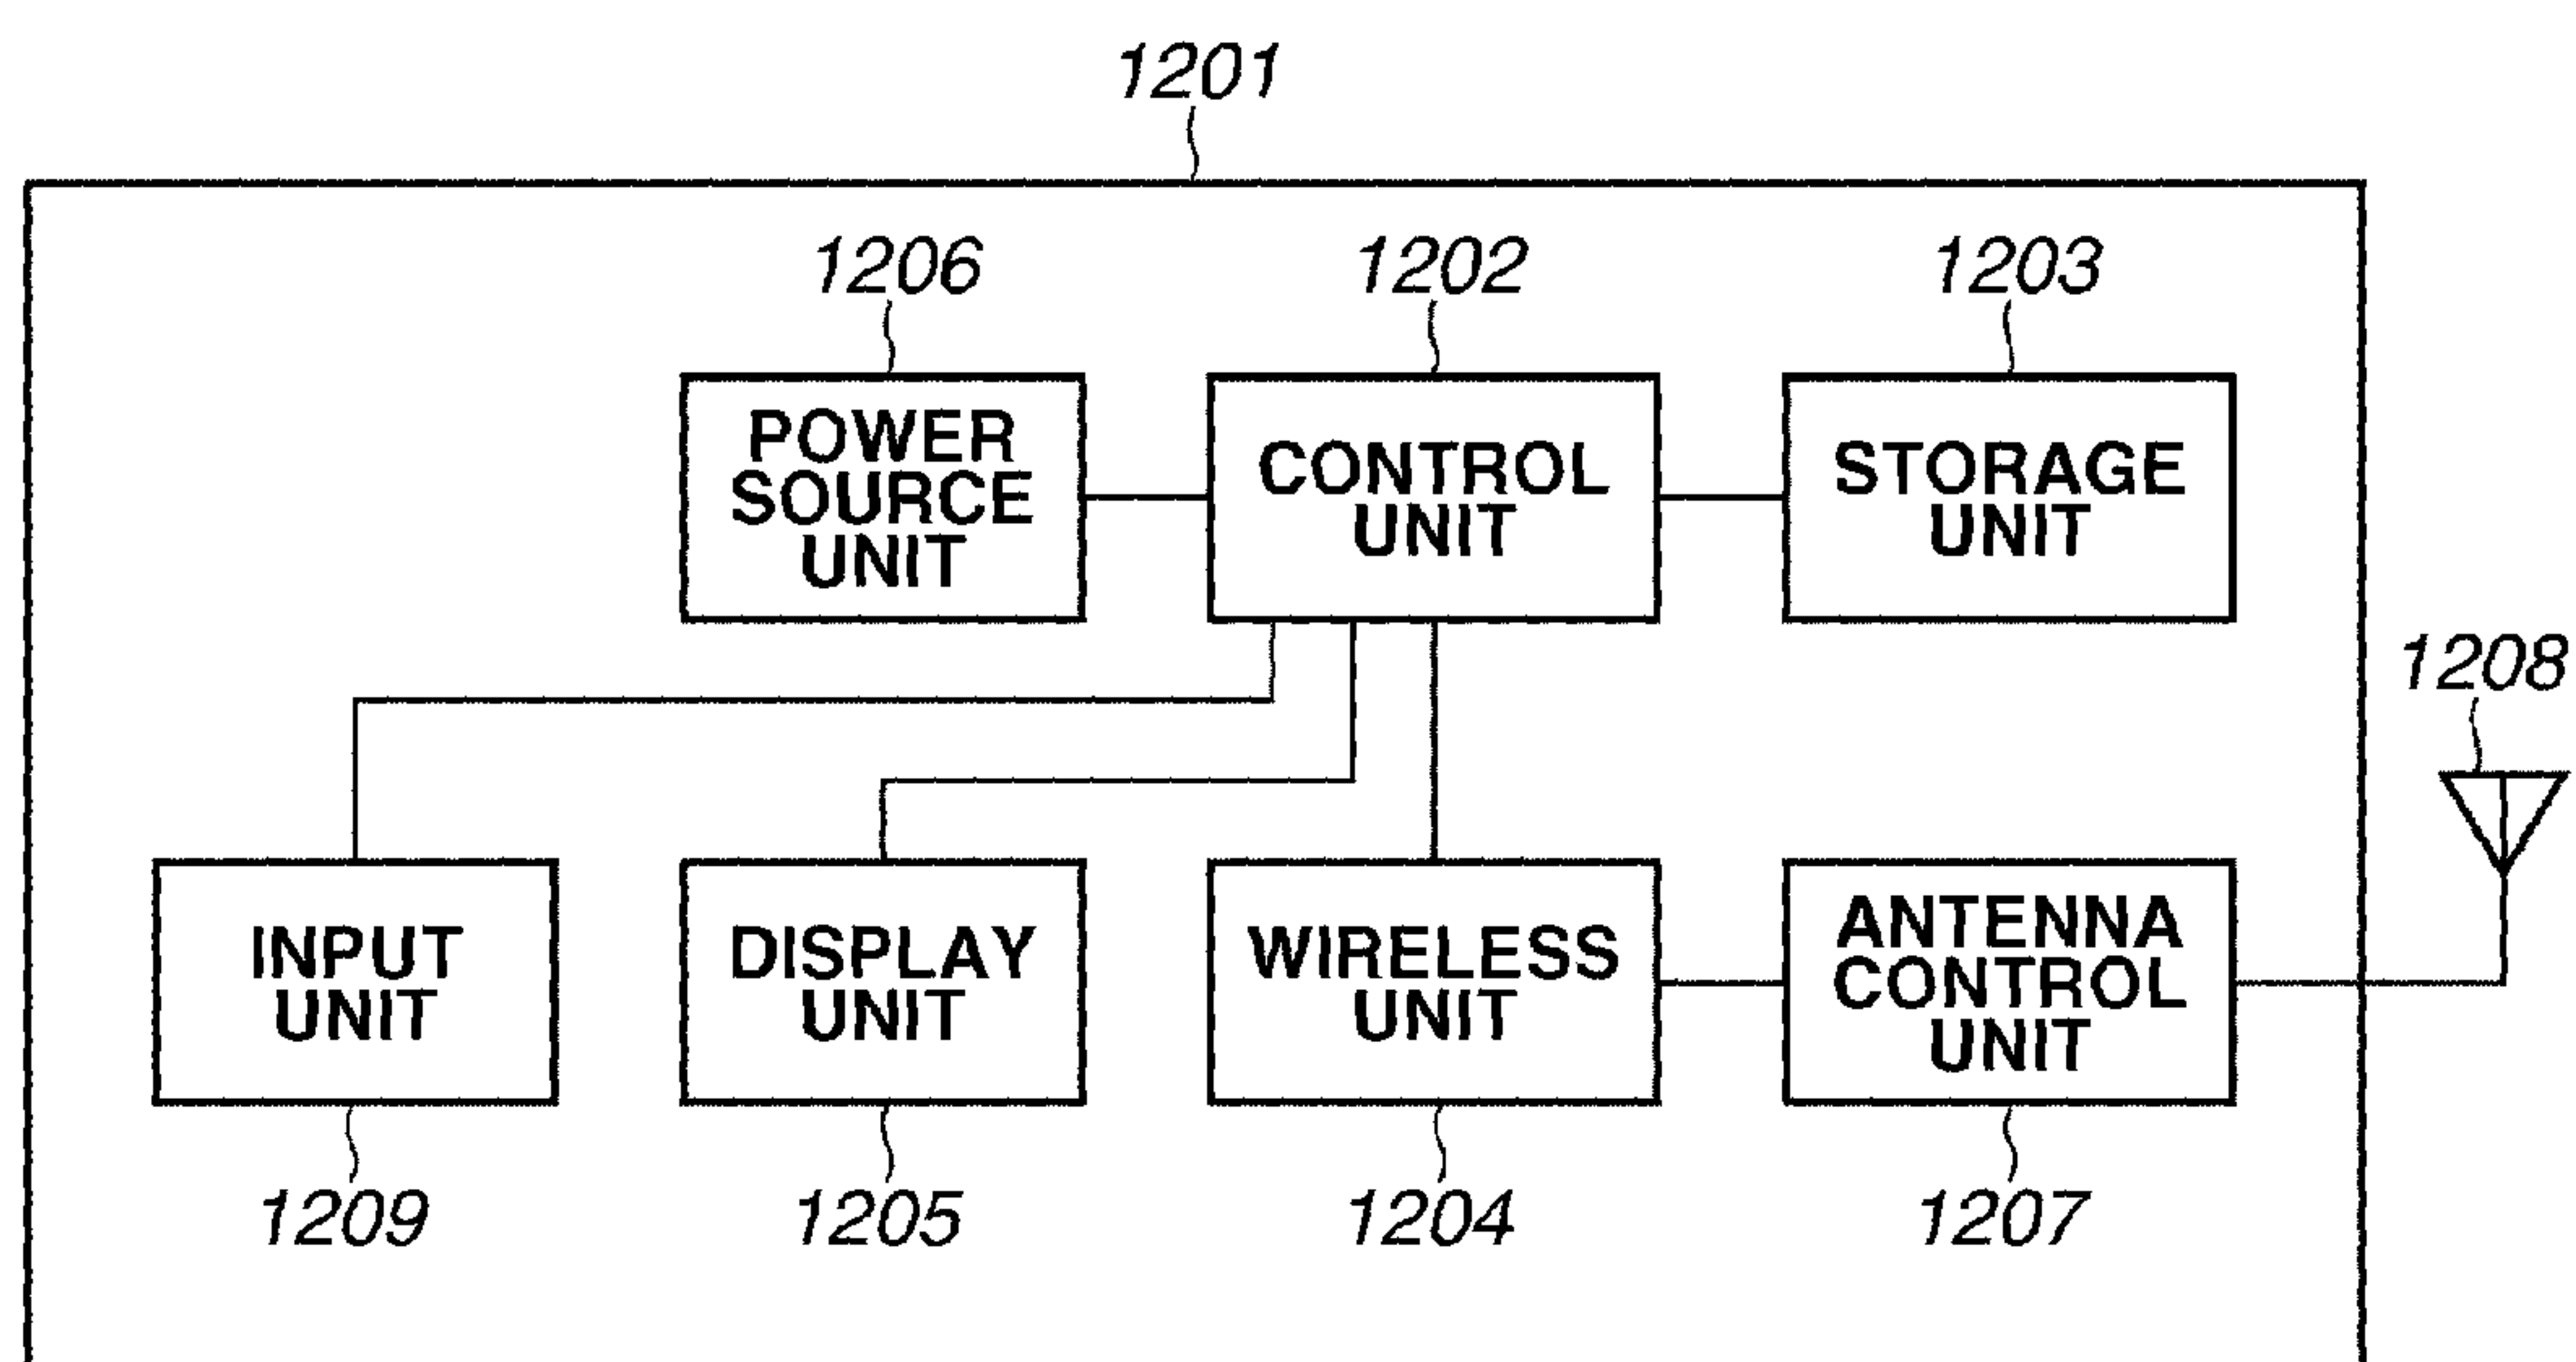 1201
1206
1202
1203
POWER
SOURCE
UNIT
CONTROL
UNIT
STORAGE
UNIT
1208
INPUT
UNIT
DISPLAY
UNIT
WIRELESS
UNIT
ANTENNA
CONTROL
UNIT
1209
1205
1204
1207